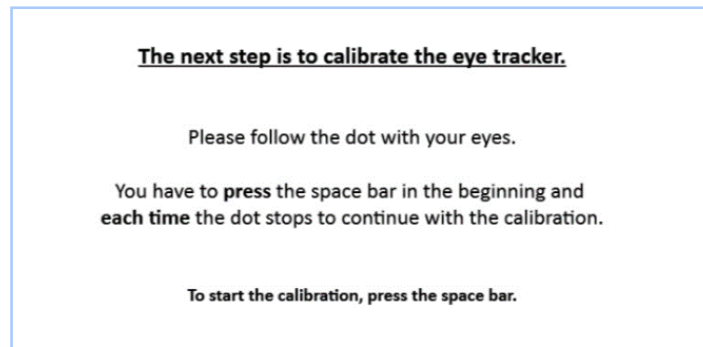 The next step is to calibrate the eye tracker.
Please follow the dot with your eyes.
You have to press the space bar in the beginning and
each time the dot stops to continue with the calibration.
To start the calibration, press the space bar.